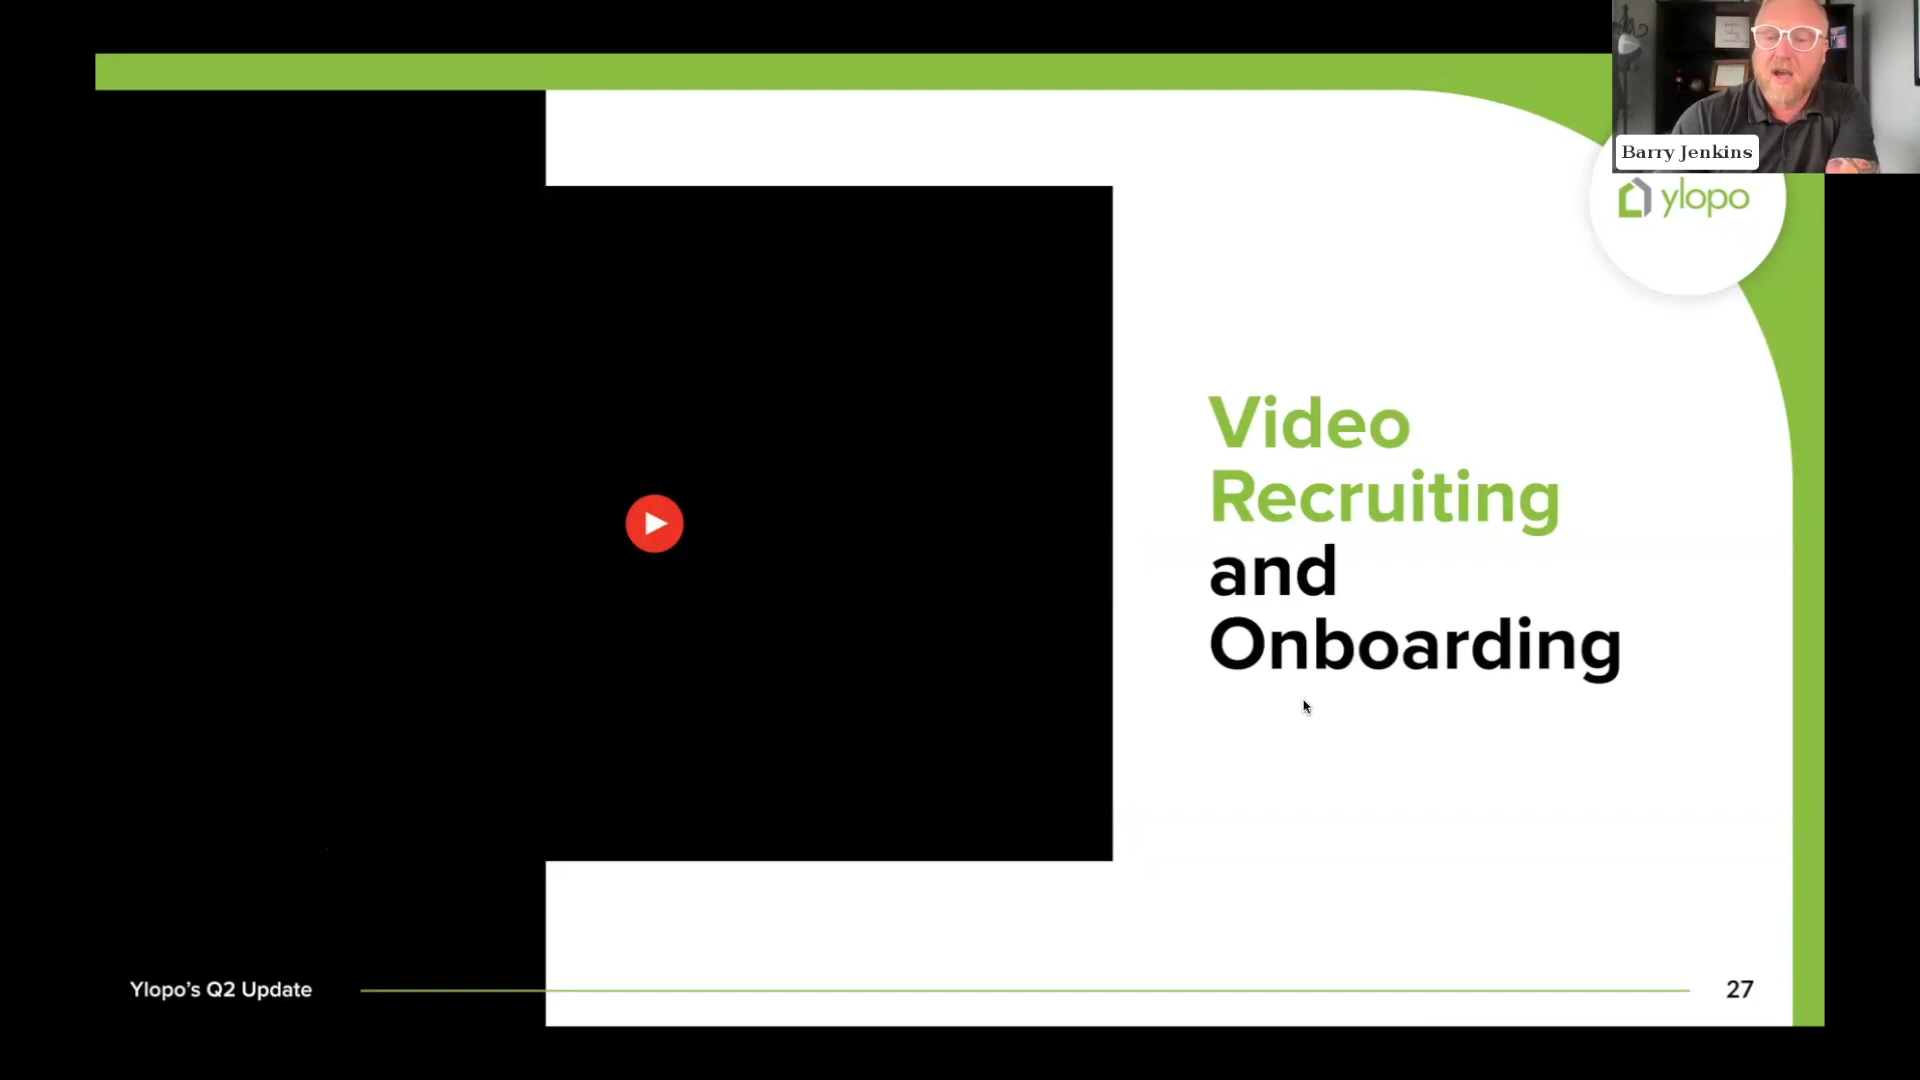 Barry Jenkins
ylopo
Video
Recruiting
and
Onboarding
Ylopo’s Q2 Update
27